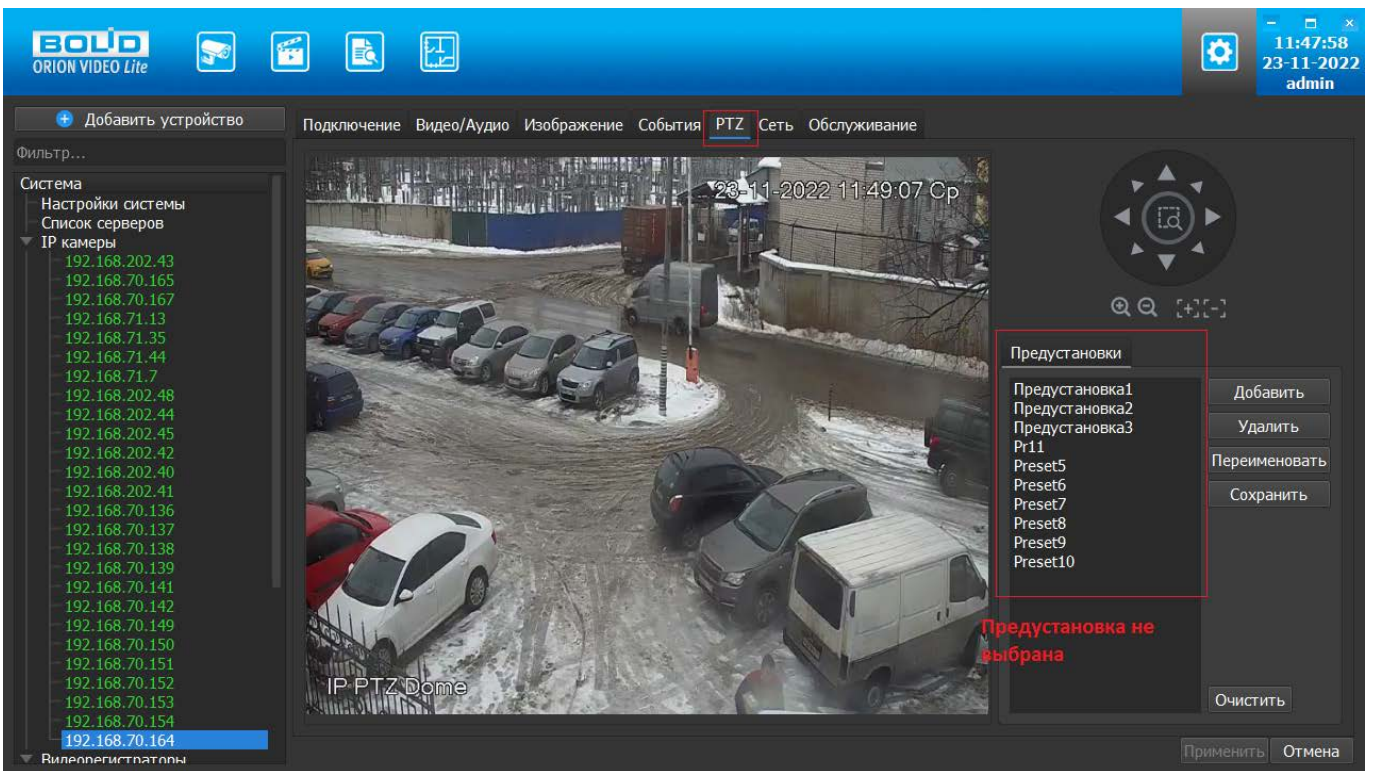 BOLID
ORION VIDEO Lite
11:47:58
23-11-2022
admin
Добавить устройство
Фильтр...
Система
Настройки системы
Список серверов
IP камеры
192.168.202.43
192.168.70.165
192.168.70.167
192.168.71.13
192.168.71.35
192.168.71.44
192.168.71.7
192.168.202.48
192.168.202.44
192.168.202.45
192.168.202.42
192.168.202.40
192.168.202.41
192.168.70.136
192.168.70.137
192.168.70.138
192.168.70.139
192.168.70.141
192.168.70.142
192.168.70.149
192.168.70.150
192.168.70.151
192.168.70.152
192.168.70.153
192.168.70.154
192.168.70.164
Видеорегистраторы
Подключение Видео/Аудио Изображение События PTZ Сеть Обслуживание
23-11-2022 11:49:07 Ср
IP PTZ Dome
Предустановки
Предустановка1
Предустановка2
Предустановка3
Pr11
Preset5
Preset6
Preset7
Preset8
Preset9
Preset10
Предустановка не
выбрана
Добавить
Удалить
Переименовать
Сохранить
Очистить
Применить Отмена